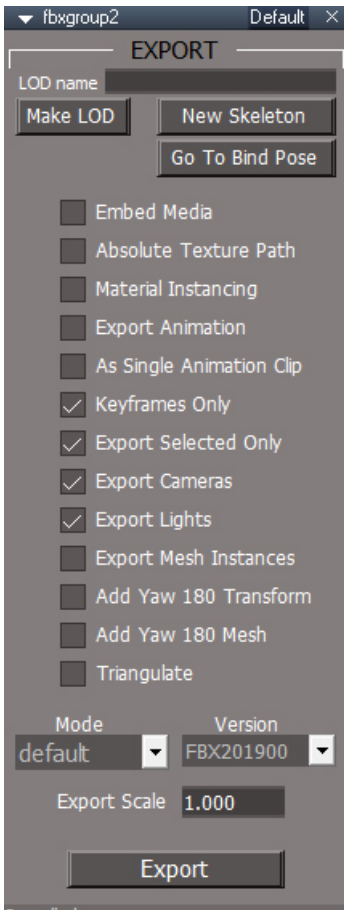 fbxgroup2 Default
EXPORT
LOD name
Make LOD New Skeleton
Go To Bind Pose
Embed Media
Absolute Texture Path
Material Instancing
Export Animation
As Single Animation Clip
Keyframes Only
Export Selected Only
Export Cameras
Export Lights
Export Mesh Instances
Add Yaw 180 Transform
Add Yaw 180 Mesh
Triangulate
Mode Version
default FBX201900
Export Scale 1.000
Export